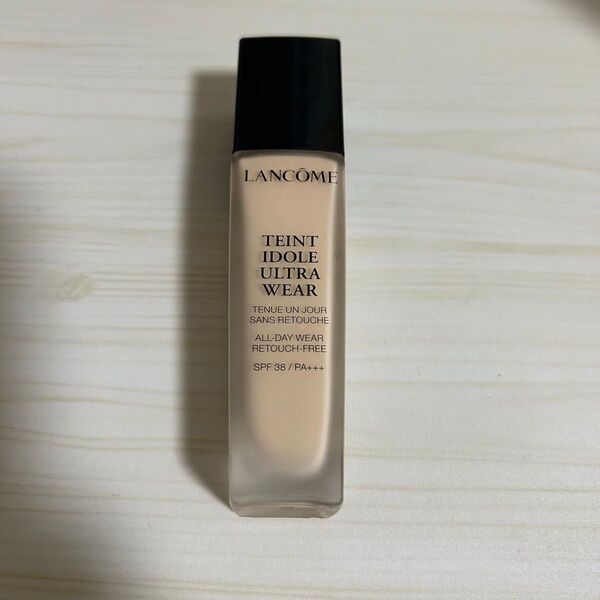 LANCÔME
TEINT
IDOLE
ULTRA
WEAR
TENUE UN JOUR
SANS RETOUCHE
ALL-DAY WEAR
RETOUCH-FREE
SPF 38 / PA+++